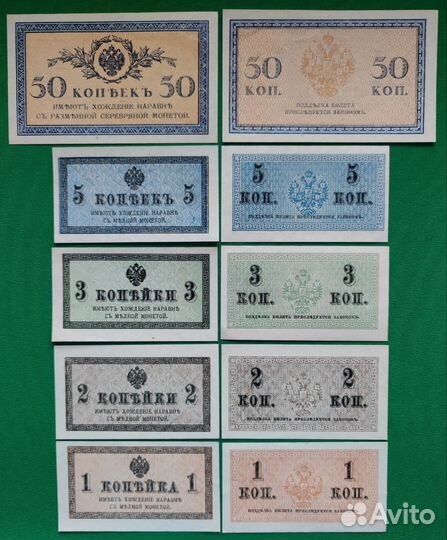 50 КОПѢЕКЪ 50
ИМѢЮТЪ ХОЖДЕНІЕ НАРАВНѢ
СЪ РАЗМѢННОЙ СЕРЕБРЯНОЙ МОНЕТОЙ.
50 50
КОП. КОП.
ПОДДѢЛКА БИЛЕТА
ПРЕСЛѢДУЕТСЯ ЗАКОНОМЪ.
5 КОПѢЕКЪ 5
ИМѢЮТЪ ХОЖДЕНІЕ НАРАВНѢ
СЪ МѢДНОЙ МОНЕТОЙ.
5 5
КОП. КОП.
ПОДДѢЛКА БИЛЕТА ПРЕСЛѢДУЕТСЯ ЗАКОНОМЪ.
3 КОПѢЙКИ 3
ИМѢЮТЪ ХОЖДЕНІЕ НАРАВНѢ
СЪ МѢДНОЙ МОНЕТОЙ.
3 3
КОП. КОП.
ПОДДѢЛКА БИЛЕТА ПРЕСЛѢДУЕТСЯ ЗАКОНОМЪ.
2 КОПѢЙКИ 2
ИМѢЮТЪ ХОЖДЕНІЕ НАРАВНѢ
СЪ МѢДНОЙ МОНЕТОЙ.
2 2
КОП. КОП.
ПОДДѢЛКА БИЛЕТА ПРЕСЛѢДУЕТСЯ ЗАКОНОМЪ.
1 КОПѢЙКА 1
ИМѢЕТЪ ХОЖДЕНІЕ НАРАВНѢ
СЪ МѢДНОЙ МОНЕТОЙ.
1 1
КОП. КОП.
ПОДДѢЛКА БИЛЕТА ПРЕСЛѢДУЕТСЯ ЗАКОНОМЪ.
Avito